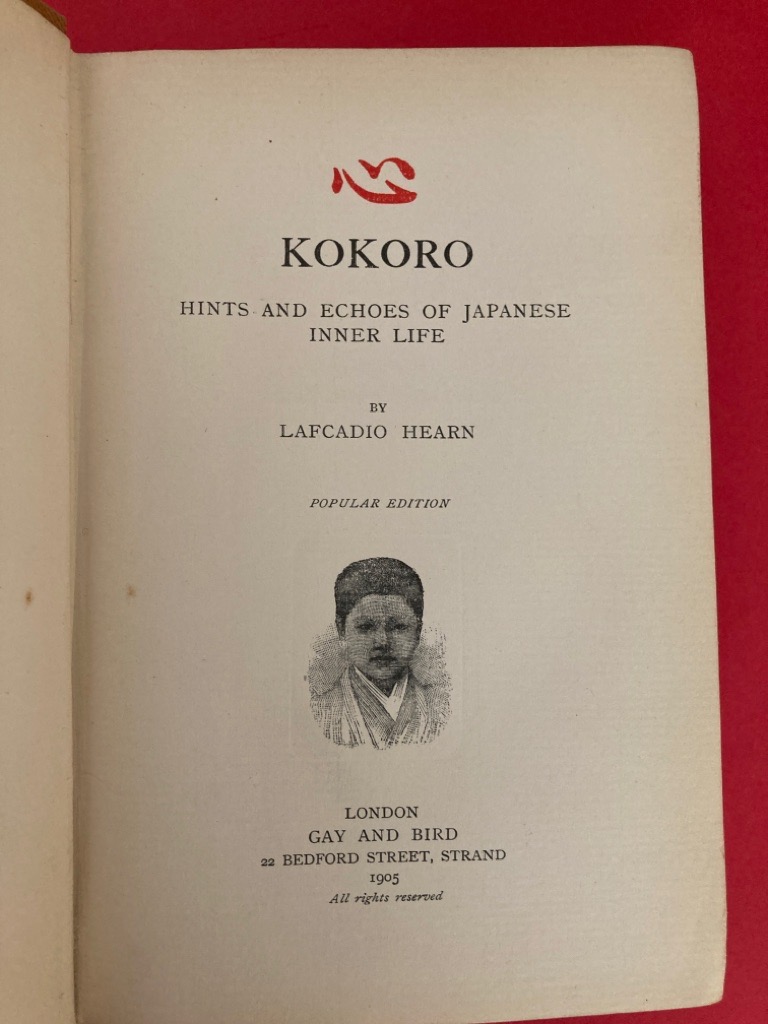 心
KOKORO
HINTS AND ECHOES OF JAPANESE
INNER LIFE
BY
LAFCADIO HEARN
POPULAR EDITION
LONDON
GAY AND BIRD
22 BEDFORD STREET, STRAND
1905
All rights reserved